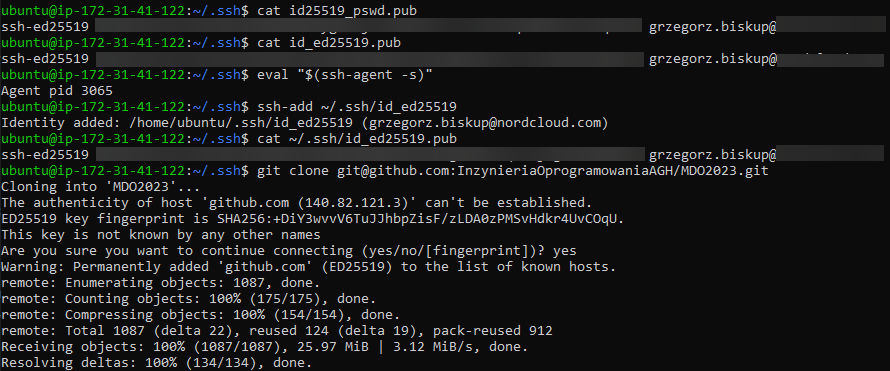 ubuntu@ip-172-31-41-122:~/.ssh$ cat id25519_pswd.pub
ssh-ed25519 grzegorz.biskup@
ubuntu@ip-172-31-41-122:~/.ssh$ cat id_ed25519.pub
ssh-ed25519 grzegorz.biskup@
ubuntu@ip-172-31-41-122:~/.ssh$ eval "$(ssh-agent -s)"
Agent pid 3065
ubuntu@ip-172-31-41-122:~/.ssh$ ssh-add ~/.ssh/id_ed25519
Identity added: /home/ubuntu/.ssh/id_ed25519 (grzegorz.biskup@nordcloud.com)
ubuntu@ip-172-31-41-122:~/.ssh$ cat ~/.ssh/id_ed25519.pub
ssh-ed25519 grzegorz.biskup@
ubuntu@ip-172-31-41-122:~/.ssh$ git clone git@github.com:InzynieriaOprogramowaniaAGH/MDO2023.git
Cloning into 'MDO2023'...
The authenticity of host 'github.com (140.82.121.3)' can't be established.
ED25519 key fingerprint is SHA256:+DiY3wvvV6TuJJhbpZisF/zLDA0zPMSvHdkr4UvCOqU.
This key is not known by any other names
Are you sure you want to continue connecting (yes/no/[fingerprint])? yes
Warning: Permanently added 'github.com' (ED25519) to the list of known hosts.
remote: Enumerating objects: 1087, done.
remote: Counting objects: 100% (175/175), done.
remote: Compressing objects: 100% (154/154), done.
remote: Total 1087 (delta 22), reused 124 (delta 19), pack-reused 912
Receiving objects: 100% (1087/1087), 25.97 MiB | 3.12 MiB/s, done.
Resolving deltas: 100% (134/134), done.